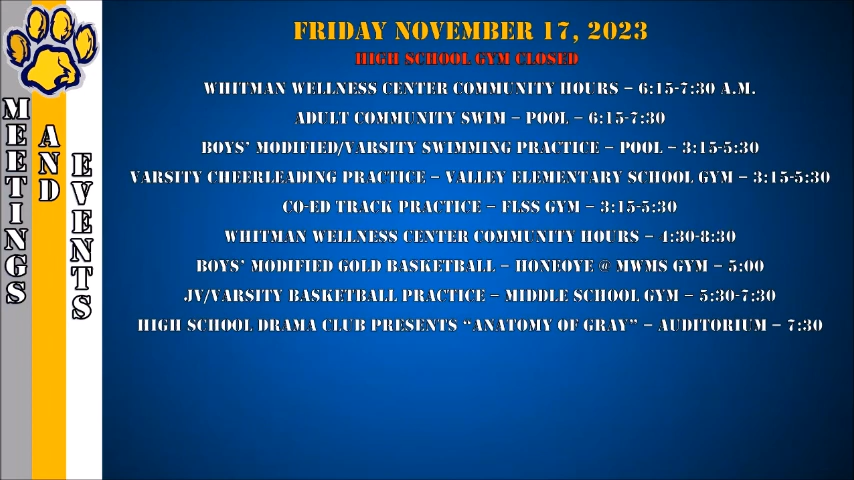 MEETINGS
AND
EVENTS
FRIDAY NOVEMBER 17, 2023
HIGH SCHOOL GYM CLOSED
WHITMAN WELLNESS CENTER COMMUNITY HOURS – 6:15-7:30 A.M.
ADULT COMMUNITY SWIM – POOL – 6:15-7:30
BOYS' MODIFIED/VARSITY SWIMMING PRACTICE – POOL – 3:15-5:30
VARSITY CHEERLEADING PRACTICE – VALLEY ELEMENTARY SCHOOL GYM – 3:15-5:30
CO-ED TRACK PRACTICE – FLSS GYM – 3:15-5:30
WHITMAN WELLNESS CENTER COMMUNITY HOURS – 4:30-8:30
BOYS' MODIFIED GOLD BASKETBALL – HONEOYE @ MWMS GYM – 5:00
JV/VARSITY BASKETBALL PRACTICE – MIDDLE SCHOOL GYM – 5:30-7:30
HIGH SCHOOL DRAMA CLUB PRESENTS “ANATOMY OF GRAY” – AUDITORIUM – 7:30